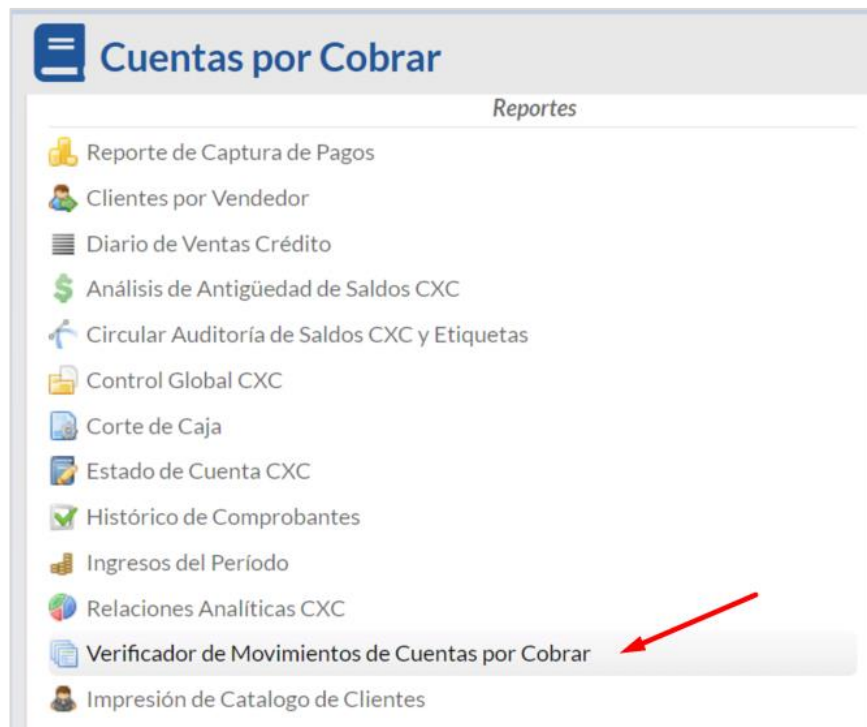 Cuentas por Cobrar
Reportes
Reporte de Captura de Pagos
Clientes por Vendedor
Diario de Ventas Crédito
Análisis de Antigüedad de Saldos CXC
Circular Auditoría de Saldos CXC y Etiquetas
Control Global CXC
Corte de Caja
Estado de Cuenta CXC
Histórico de Comprobantes
Ingresos del Período
Relaciones Analíticas CXC
Verificador de Movimientos de Cuentas por Cobrar
Impresión de Catalogo de Clientes